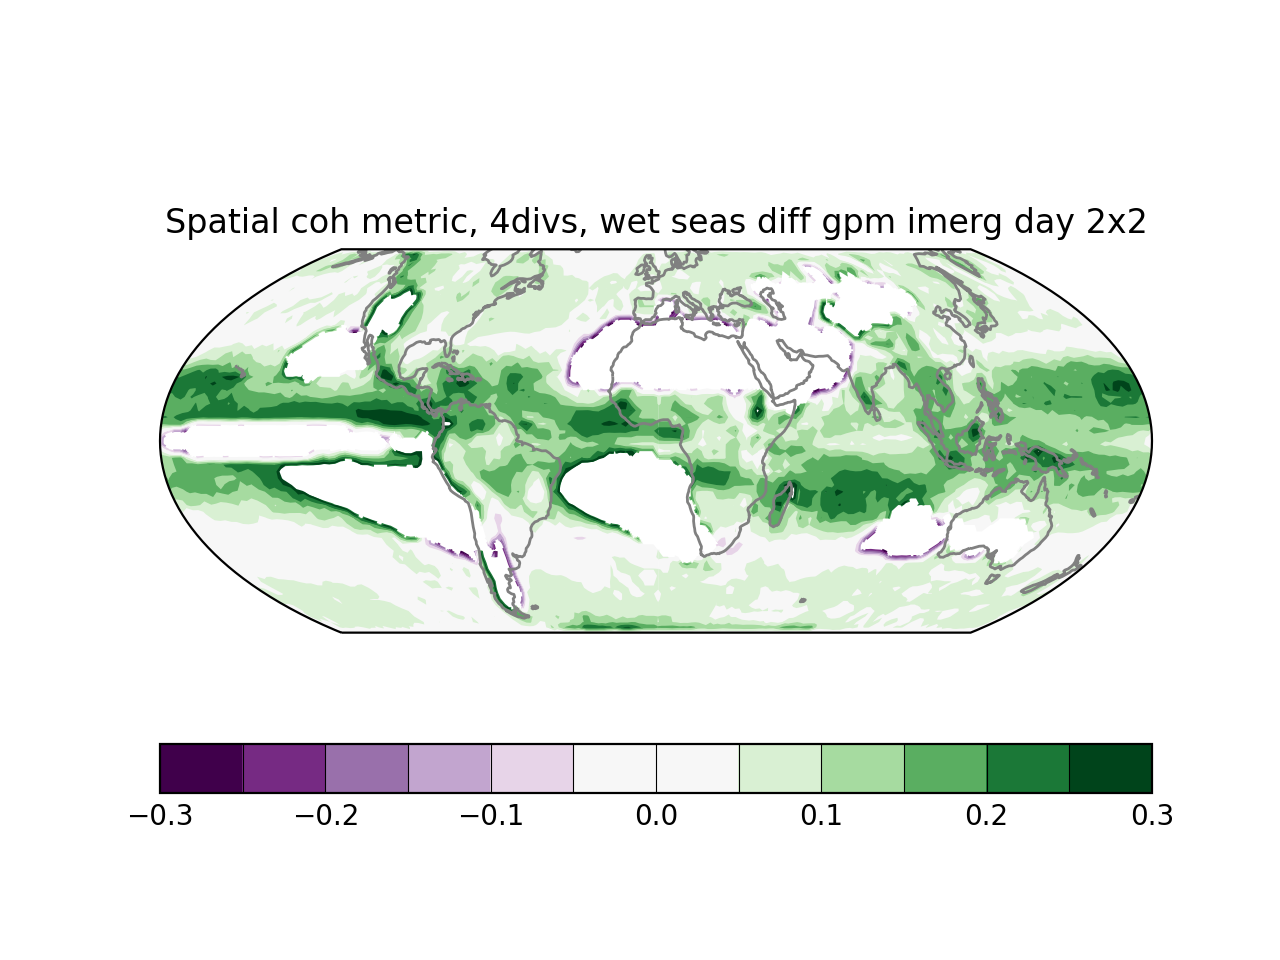 Spatial coh metric, 4divs, wet seas diff gpm imerg day 2x2
−0.3 −0.2 −0.1 0.0 0.1 0.2 0.3